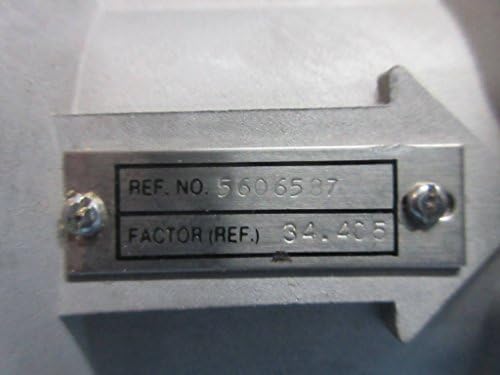 REF. NO. 5606587
FACTOR (REF.) 34.405